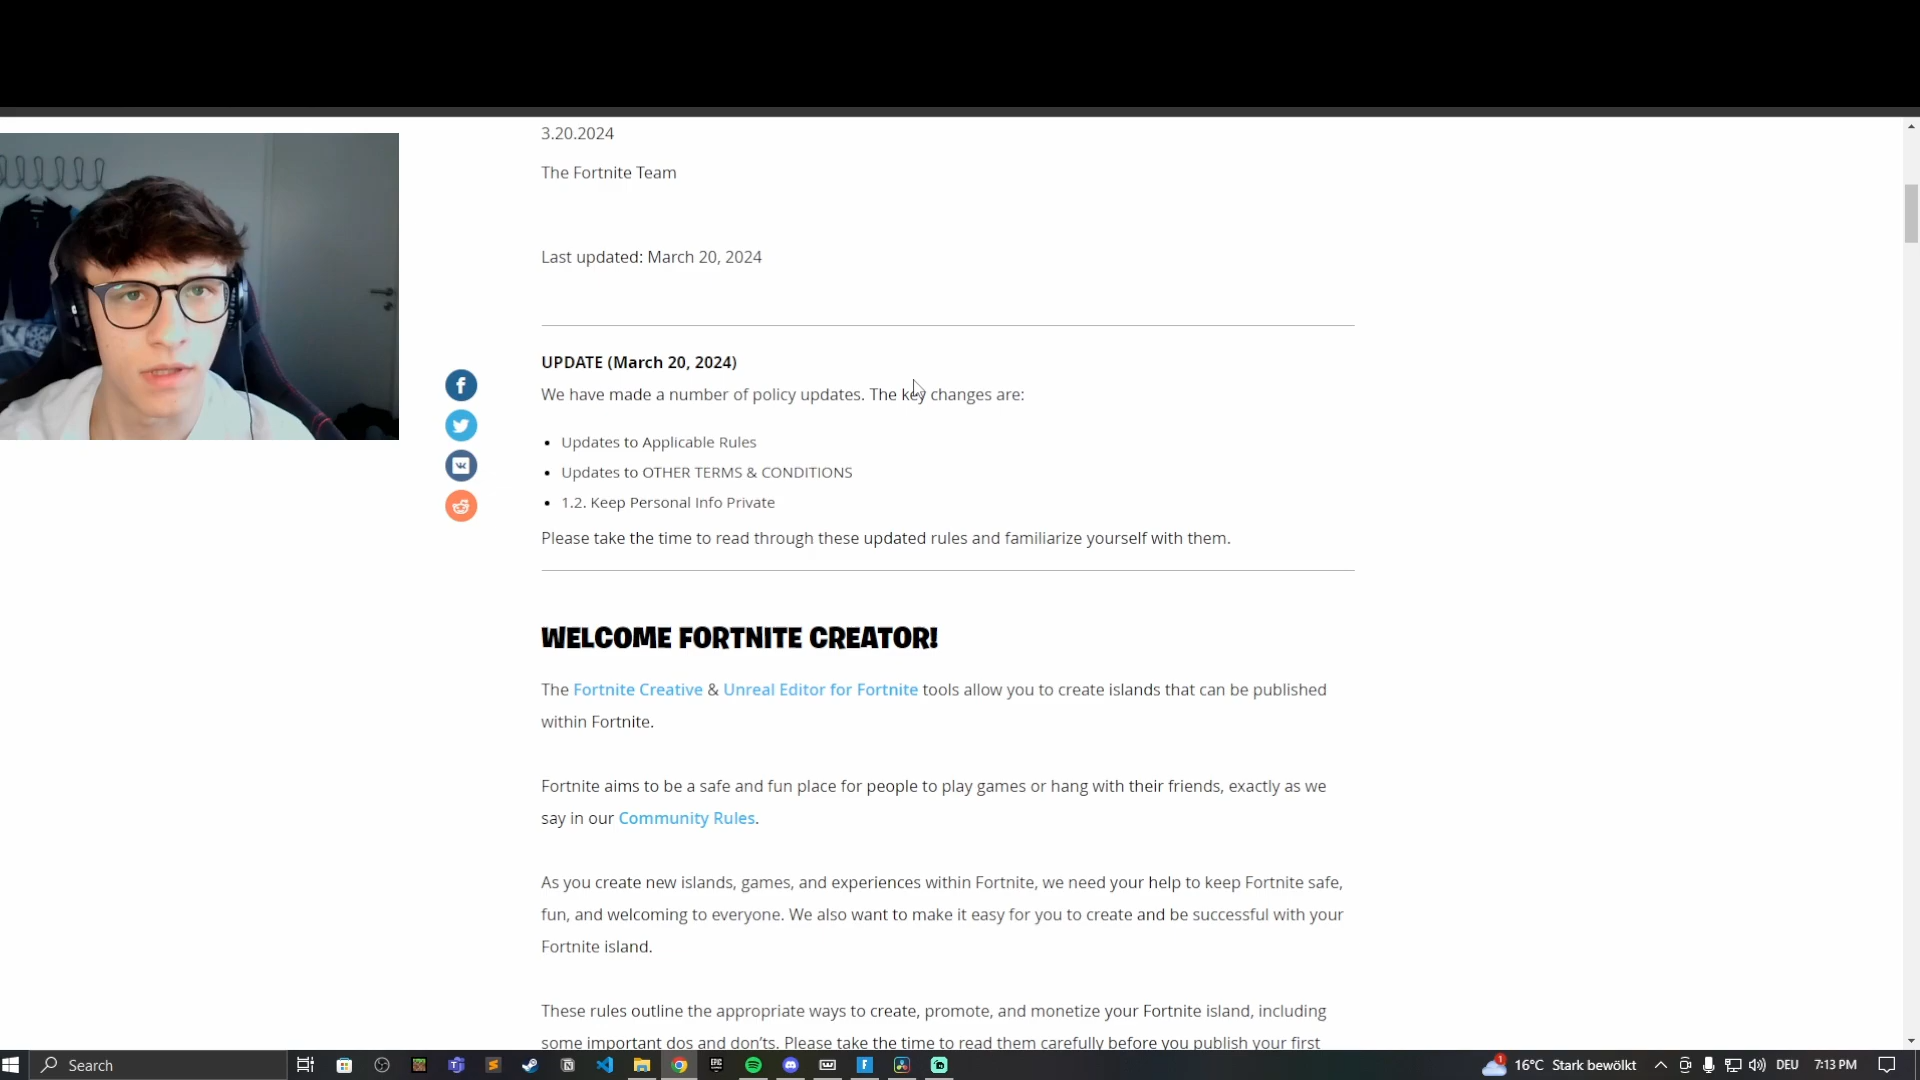 3.20.2024
The Fortnite Team
Last updated: March 20, 2024
UPDATE (March 20, 2024)
We have made a number of policy updates. The key changes are:
• Updates to Applicable Rules
• Updates to OTHER TERMS & CONDITIONS
• 1.2. Keep Personal Info Private
Please take the time to read through these updated rules and familiarize yourself with them.
WELCOME FORTNITE CREATOR!
The Fortnite Creative & Unreal Editor for Fortnite tools allow you to create islands that can be published
within Fortnite.
Fortnite aims to be a safe and fun place for people to play games or hang with their friends, exactly as we
say in our Community Rules.
As you create new islands, games, and experiences within Fortnite, we need your help to keep Fortnite safe,
fun, and welcoming to everyone. We also want to make it easy for you to create and be successful with your
Fortnite island.
These rules outline the appropriate ways to create, promote, and monetize your Fortnite island, including
some important dos and don'ts. Please take the time to read them carefully before you publish your first
Search
1
16°C Stark bewölkt
DEU
7:13 PM